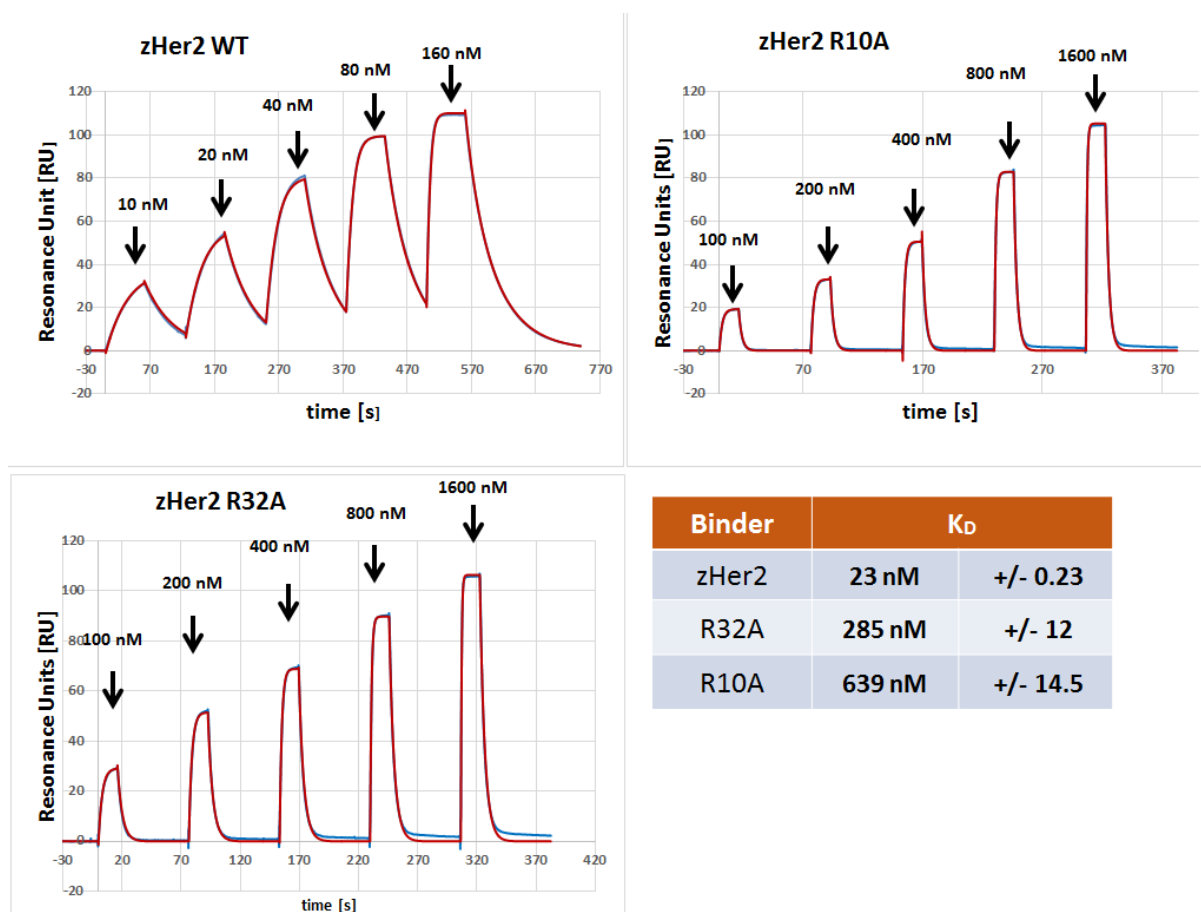 zHer2 WT
10 nM
20 nM
40 nM
80 nM
160 nM
Resonance Unit [RU]
120
100
80
60
40
20
0
-20
-30
70
170
270
370
470
570
670
770
time [s]
zHer2 R10A
100 nM
200 nM
400 nM
800 nM
1600 nM
Resonance Units [RU]
120
100
80
60
40
20
0
-20
-30
70
170
270
370
time [s]
zHer2 R32A
100 nM
200 nM
400 nM
800 nM
1600 nM
Resonance Units [RU]
120
100
80
60
40
20
0
-20
-30
20
70
120
170
220
270
320
370
420
time [s]
Binder KD
zHer2 23 nM +/- 0.23
R32A 285 nM +/- 12
R10A 639 nM +/- 14.5